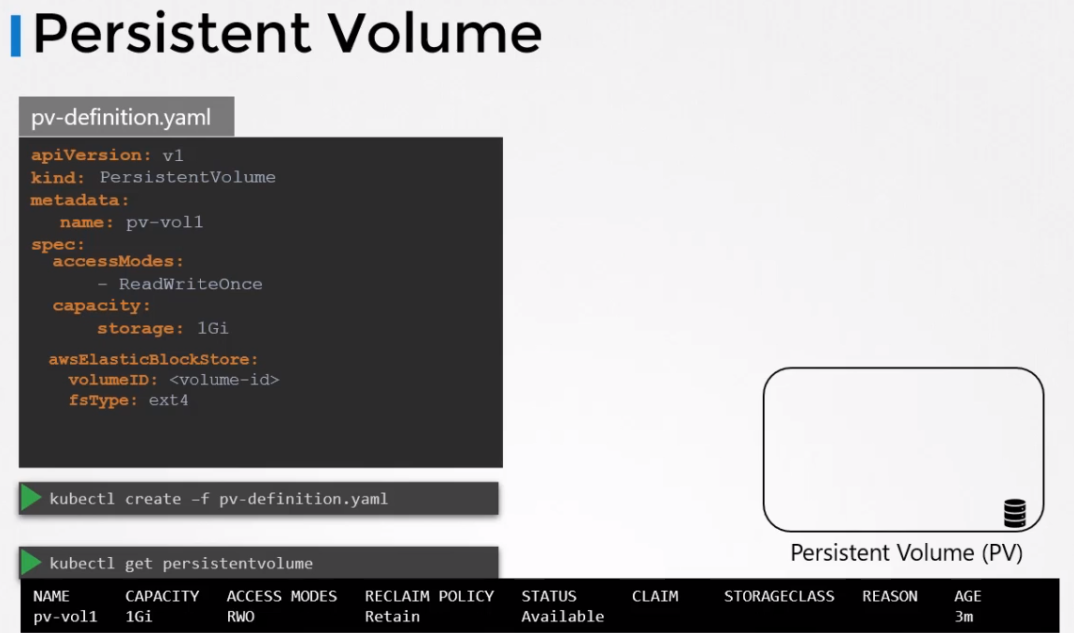 Persistent Volume
pv-definition.yaml
apiVersion: v1
kind: PersistentVolume
metadata:
name: pv-vol1
spec:
accessModes:
- ReadWriteOnce
capacity:
storage: 1Gi
awsElasticBlockStore:
volumeID: <volume-id>
fsType: ext4
kubectl create –f pv-definition.yaml
kubectl get persistentvolume
NAME CAPACITY ACCESS MODES RECLAIM POLICY STATUS CLAIM STORAGECLASS REASON AGE
pv-vol1 1Gi RWO Retain Available 3m
Persistent Volume (PV)